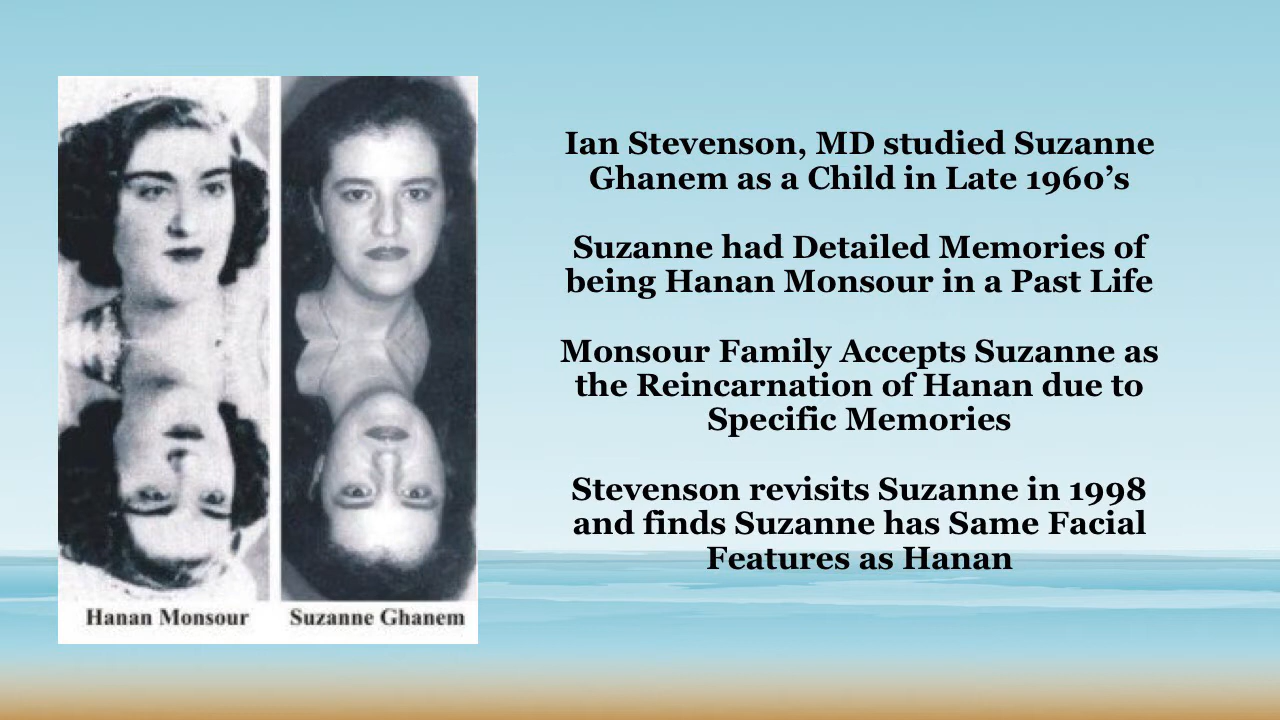 Ian Stevenson, MD studied Suzanne
Ghanem as a Child in Late 1960’s
Suzanne had Detailed Memories of
being Hanan Monsour in a Past Life
Monsour Family Accepts Suzanne as
the Reincarnation of Hanan due to
Specific Memories
Stevenson revisits Suzanne in 1998
and finds Suzanne has Same Facial
Features as Hanan
Hanan Monsour
Suzanne Ghanem